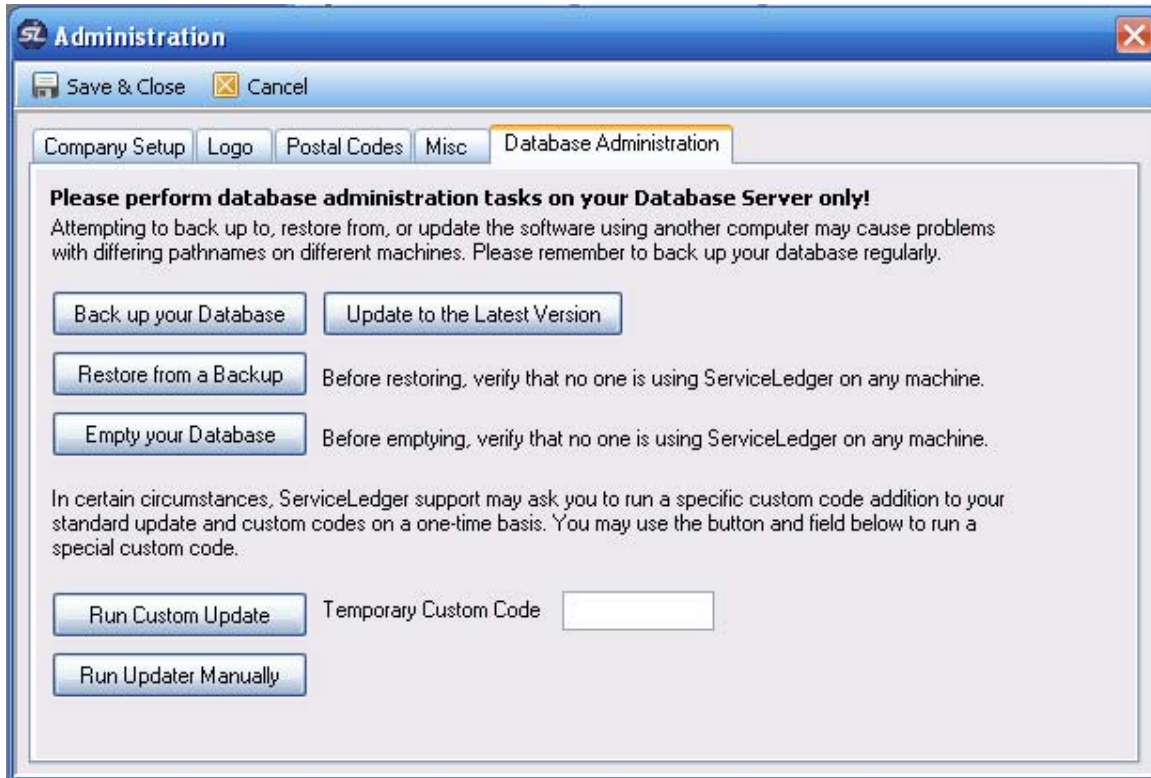 SL Administration
Save & Close Cancel
Company Setup Logo Postal Codes Misc Database Administration
Please perform database administration tasks on your Database Server only!
Attempting to back up to, restore from, or update the software using another computer may cause problems
with differing pathnames on different machines. Please remember to back up your database regularly.
Back up your Database Update to the Latest Version
Restore from a Backup Before restoring, verify that no one is using ServiceLedger on any machine.
Empty your Database Before emptying, verify that no one is using ServiceLedger on any machine.
In certain circumstances, ServiceLedger support may ask you to run a specific custom code addition to your
standard update and custom codes on a one-time basis. You may use the button and field below to run a
special custom code.
Run Custom Update Temporary Custom Code
Run Updater Manually